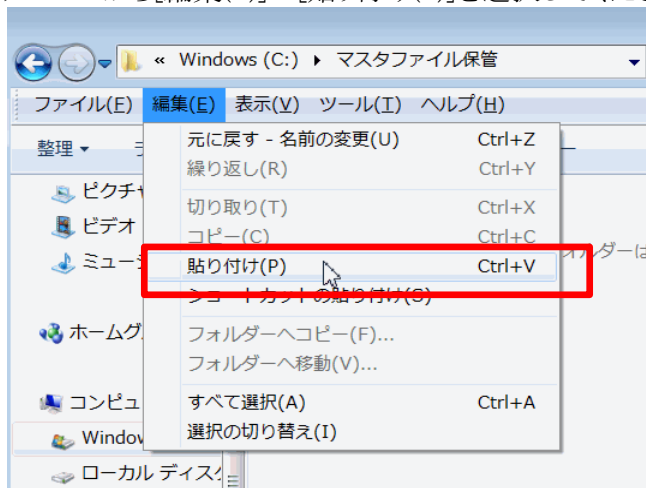 « Windows (C:) ▸ マスタファイル保管
ファイル(F) 編集(E) 表示(V) ツール(T) ヘルプ(H)
整理
元に戻す - 名前の変更(U) Ctrl+Z
繰り返し(R) Ctrl+Y
切り取り(T) Ctrl+X
コピー(C) Ctrl+C
貼り付け(P) Ctrl+V
ショートカットの貼り付け(S)
フォルダーへコピー(F)...
フォルダーへ移動(V)...
すべて選択(A) Ctrl+A
選択の切り替え(I)
ピクチャ
ビデオ
ミュージ
ホームグ
コンピュ
Window
ローカル ディスク